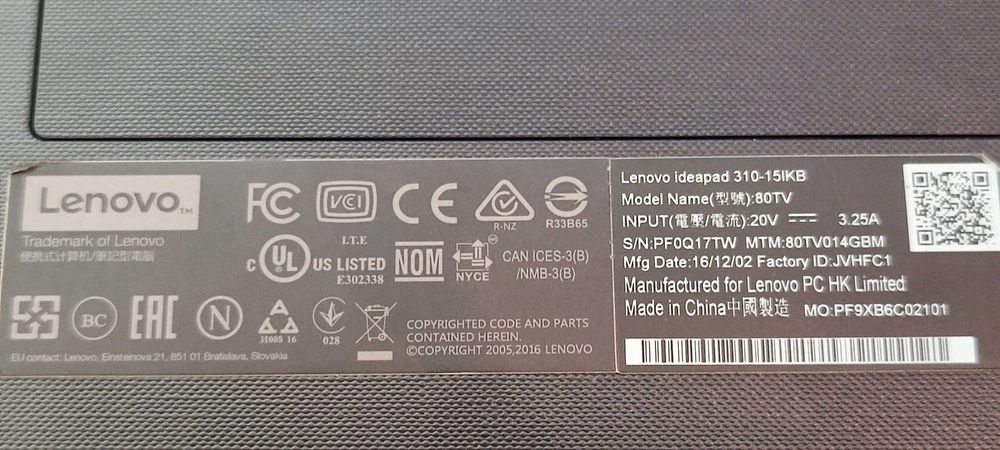 Lenovo™
Trademark of Lenovo
便携式计算机/筆記型電腦
FC VCCI CE R-NZ R33B65
I.T.E
C UL US LISTED
E302338
NOM NYCE
CAN ICES-3(B)
/NMB-3(B)
BC EAC N 31005 16 028
COPYRIGHTED CODE AND PARTS
CONTAINED HEREIN.
©COPYRIGHT 2005,2016 LENOVO
EU contact: Lenovo, Einsteinova 21, 851 01 Bratislava, Slovakia
Lenovo ideapad 310-15IKB
Model Name(型號):80TV
INPUT(電壓/電流):20V ⎓ 3.25A
S/N:PF0Q17TW MTM:80TV014GBM
Mfg Date:16/12/02 Factory ID:JVHFC1
Manufactured for Lenovo PC HK Limited
Made in China中國製造 MO:PF9XB6C02101